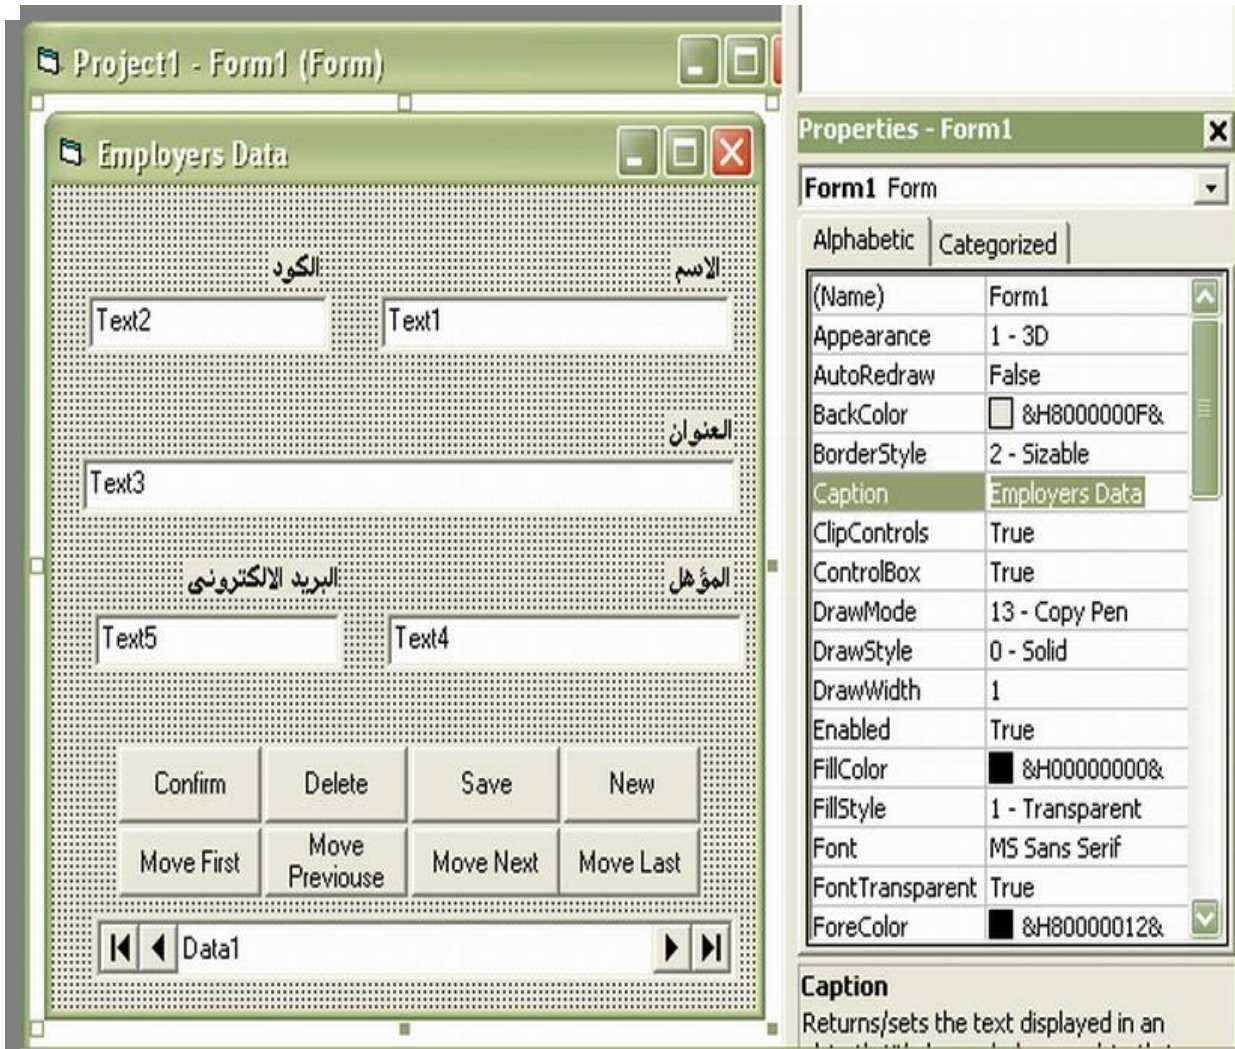 Project1 - Form1 (Form)
Employers Data
الاسم
الكود
Text1
Text2
العنوان
Text3
المؤهل
البريد الالكترونى
Text4
Text5
Confirm
Delete
Save
New
Move First
Move
Previouse
Move Next
Move Last
Data1
Properties - Form1
Form1 Form
Alphabetic
Categorized
(Name) Form1
Appearance 1 - 3D
AutoRedraw False
BackColor &H8000000F&
BorderStyle 2 - Sizable
Caption Employers Data
ClipControls True
ControlBox True
DrawMode 13 - Copy Pen
DrawStyle 0 - Solid
DrawWidth 1
Enabled True
FillColor &H00000000&
FillStyle 1 - Transparent
Font MS Sans Serif
FontTransparent True
ForeColor &H80000012&
Caption
Returns/sets the text displayed in an